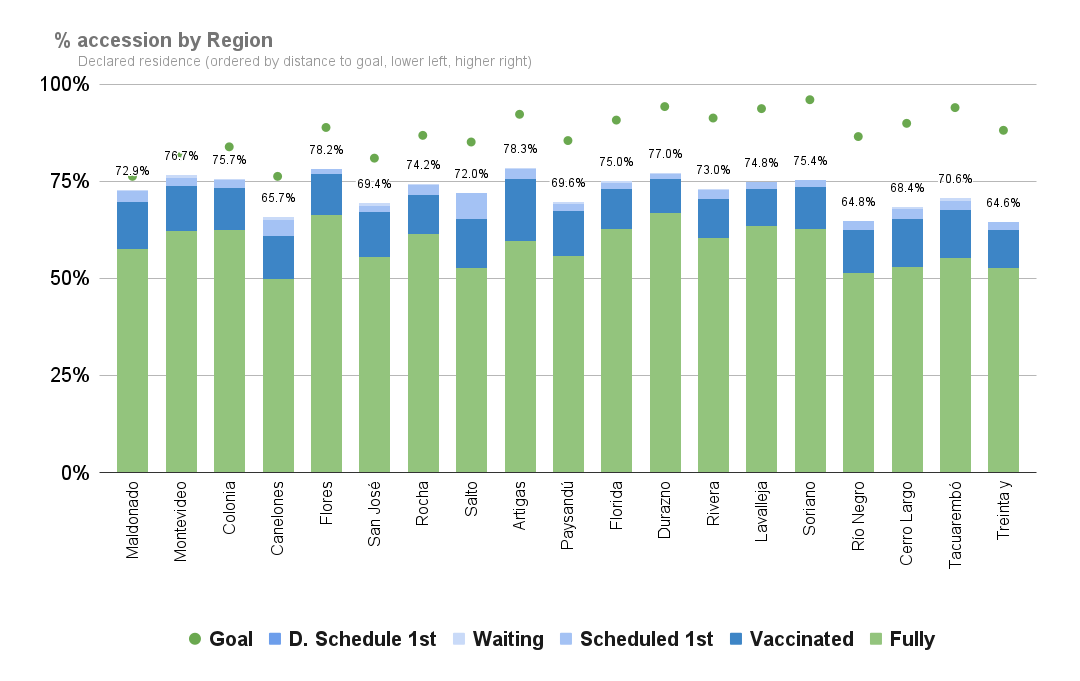 % accession by Region
Declared residence (ordered by distance to goal, lower left, higher right)
100%
75%
50%
25%
0%
72.9%
76.7%
75.7%
65.7%
78.2%
69.4%
74.2%
72.0%
78.3%
69.6%
75.0%
77.0%
73.0%
74.8%
75.4%
64.8%
68.4%
70.6%
64.6%
Maldonado
Montevideo
Colonia
Canelones
Flores
San José
Rocha
Salto
Artigas
Paysandú
Florida
Durazno
Rivera
Lavalleja
Soriano
Río Negro
Cerro Largo
Tacuarembó
Treinta y
Goal D. Schedule 1st Waiting Scheduled 1st Vaccinated Fully